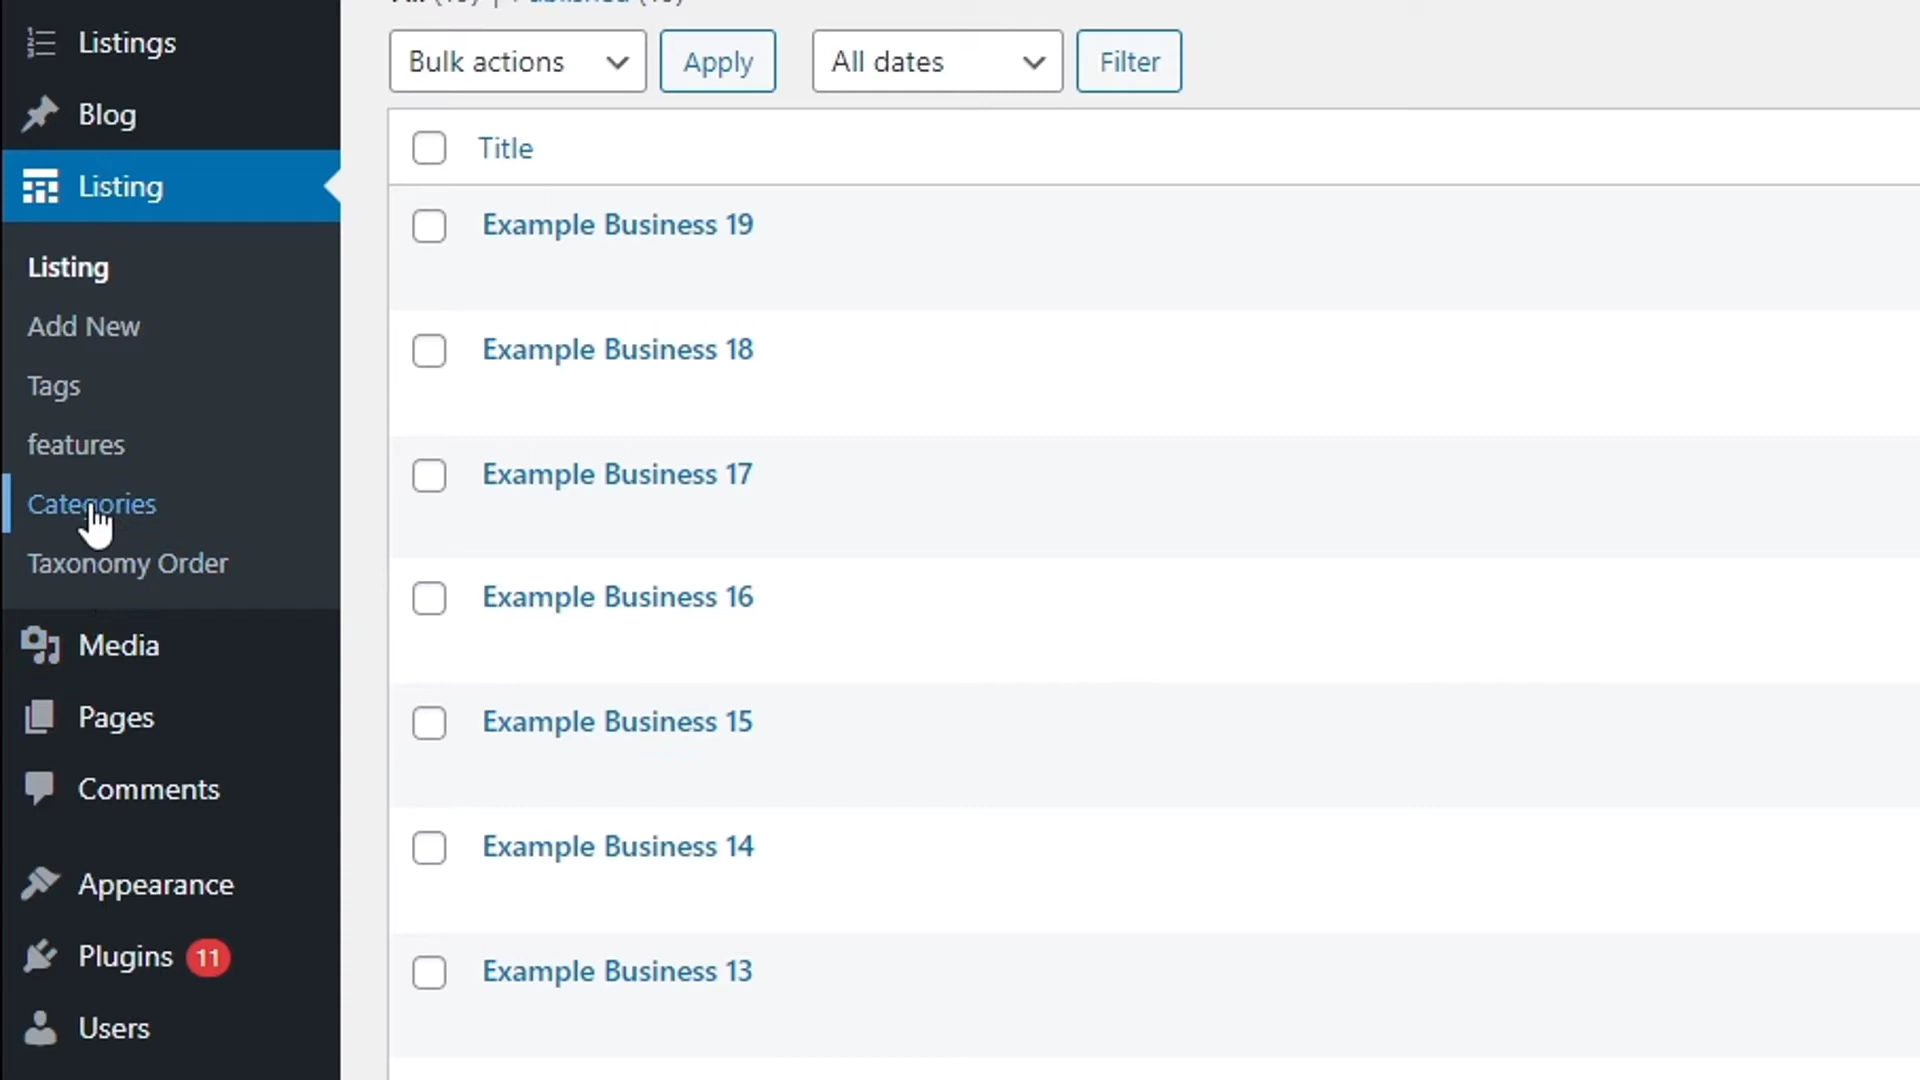 Listings
Blog
Listing
Listing
Add New
Tags
features
Categories
Taxonomy Order
Media
Pages
Comments
Appearance
Plugins 11
Users
Bulk actions Apply All dates Filter
Title
Example Business 19
Example Business 18
Example Business 17
Example Business 16
Example Business 15
Example Business 14
Example Business 13